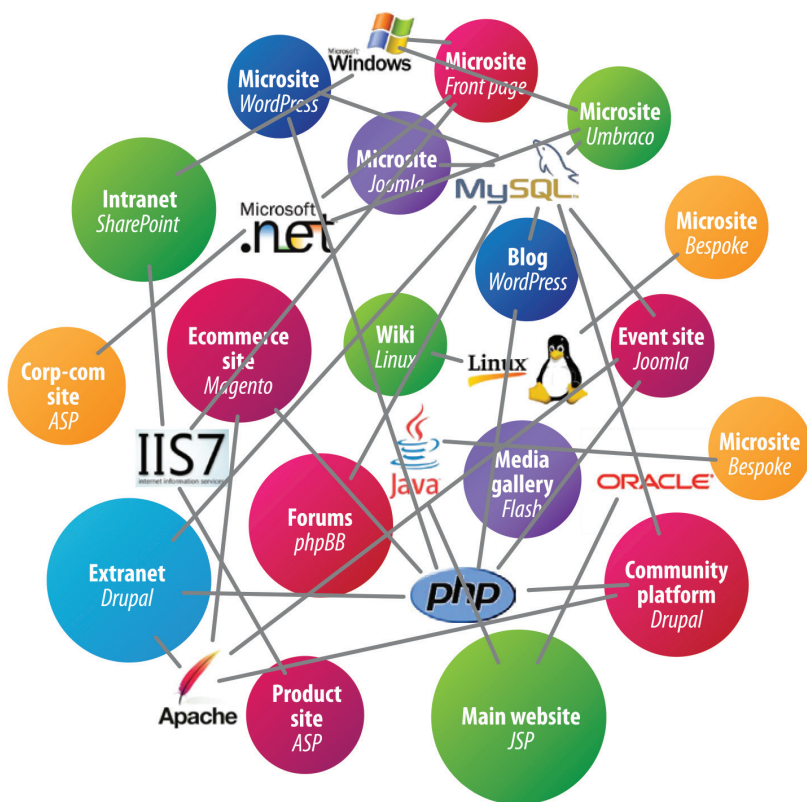 Microsoft
Windows
Microsite
Front page
Microsite
WordPress
Microsite
Umbraco
Microsite
Joomla
MySQL
TM
Intranet
SharePoint
Microsoft
.net
Microsite
Bespoke
Blog
WordPress
Ecommerce
site
Magento
Wiki
Linux
Linux
Event site
Joomla
Corp-com
site
ASP
IIS7
internet information services
Java
Media
gallery
Flash
ORACLE
Microsite
Bespoke
Forums
phpBB
Extranet
Drupal
php
Community
platform
Drupal
Apache
Product
site
ASP
Main website
JSP